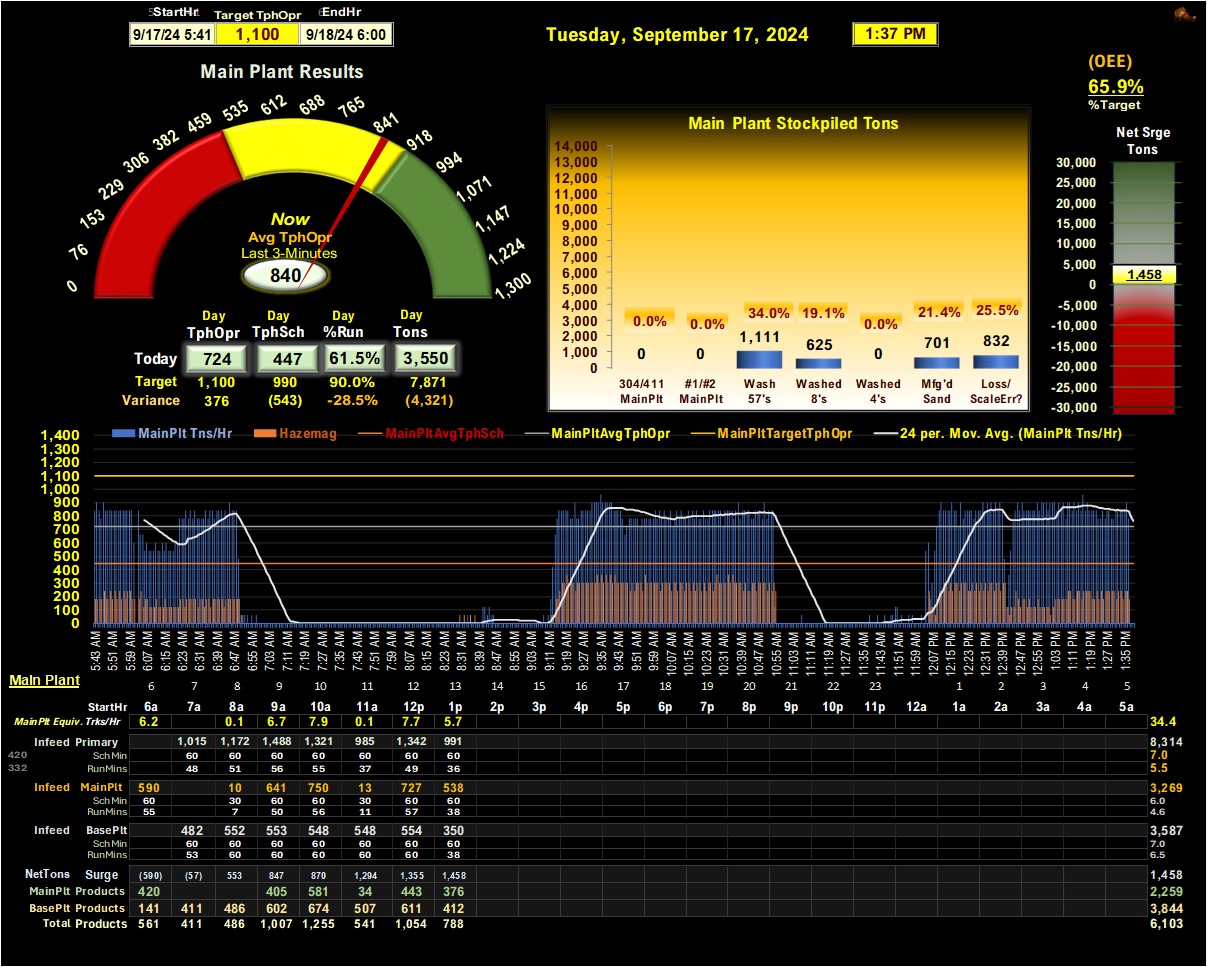 StartHr Target TphOpr EndHr
9/17/24 5:41 1,100 9/18/24 6:00
Tuesday, September 17, 2024 1:37 PM
(OEE)
65.9%
%Target
Main Plant Results
0 76 153 229 306 382 459 535 612 688 765 841 918 994 1,071 1,147 1,224 1,300
Now
Avg TphOpr
Last 3-Minutes
840
Day Day Day Day
TphOpr TphSch %Run Tons
Today 724 447 61.5% 3,550
Target 1,100 990 90.0% 7,871
Variance 376 (543) -28.5% (4,321)
Main Plant Stockpiled Tons
14,000
13,000
12,000
11,000
10,000
9,000
8,000
7,000
6,000
5,000
4,000
3,000
2,000
1,000
0
0.0% 0.0% 34.0% 19.1% 0.0% 21.4% 25.5%
0 0 1,111 625 0 701 832
304/411 #1/#2 Wash Washed Washed Mfg'd Loss/
MainPlt MainPlt 57's 8's 4's Sand ScaleErr?
Net Srge
Tons
30,000
25,000
20,000
15,000
10,000
5,000
1,458
0
-5,000
-10,000
-15,000
-20,000
-25,000
-30,000
MainPlt Tns/Hr Hazemag MainPltAvgTphSch MainPltAvgTphOpr MainPltTargetTphOpr 24 per. Mov. Avg. (MainPlt Tns/Hr)
1,400
1,300
1,200
1,100
1,000
900
800
700
600
500
400
300
200
100
0
5:43 AM 5:51 AM 5:59 AM 6:07 AM 6:15 AM 6:23 AM 6:31 AM 6:39 AM 6:47 AM 6:55 AM 7:03 AM 7:11 AM 7:19 AM 7:27 AM 7:35 AM 7:43 AM 7:51 AM 7:59 AM 8:07 AM 8:15 AM 8:23 AM 8:31 AM 8:39 AM 8:47 AM 8:55 AM 9:03 AM 9:11 AM 9:19 AM 9:27 AM 9:35 AM 9:43 AM 9:51 AM 9:59 AM 10:07 AM 10:15 AM 10:23 AM 10:31 AM 10:39 AM 10:47 AM 10:55 AM 11:03 AM 11:11 AM 11:19 AM 11:27 AM 11:35 AM 11:43 AM 11:51 AM 11:59 AM 12:07 PM 12:15 PM 12:23 PM 12:31 PM 12:39 PM 12:47 PM 12:55 PM 1:03 PM 1:11 PM 1:19 PM 1:27 PM 1:35 PM
Main Plant
6 7 8 9 10 11 12 13 14 15 16 17 18 19 20 21 22 23 1 2 3 4 5
StartHr 6a 7a 8a 9a 10a 11a 12p 1p 2p 3p 4p 5p 6p 7p 8p 9p 10p 11p 12a 1a 2a 3a 4a 5a
MainPlt Equiv. Trks/Hr 6.2 0.1 6.7 7.9 0.1 7.7 5.7 34.4
Infeed Primary 1,015 1,172 1,488 1,321 985 1,342 991 8,314
420 Sch Min 60 60 60 60 60 60 60 7.0
332 RunMins 48 51 56 55 37 49 36 5.5
Infeed MainPlt 590 10 641 750 13 727 538 3,269
Sch Min 60 30 60 60 30 60 60 6.0
RunMins 55 7 50 56 11 57 38 4.6
Infeed BasePlt 482 552 553 548 548 554 350 3,587
Sch Min 60 60 60 60 60 60 60 7.0
RunMins 53 60 60 60 60 60 38 6.5
NetTons Surge (590) (57) 553 847 870 1,294 1,355 1,458 1,458
MainPlt Products 420 405 581 34 443 376 2,259
BasePlt Products 141 411 486 602 674 507 611 412 3,844
Total Products 561 411 486 1,007 1,255 541 1,054 788 6,103